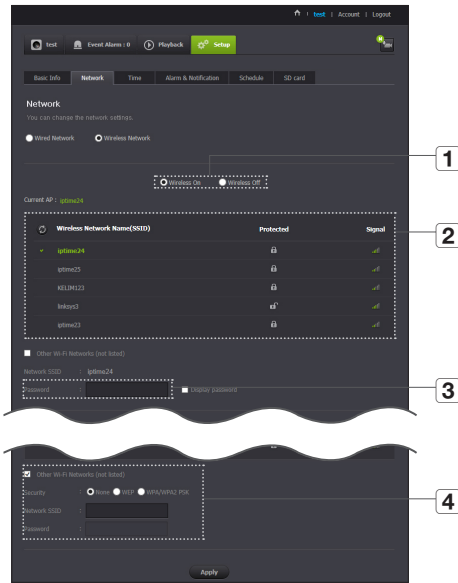 test | Account | Logout
test Event Alarm : 0 Playback Setup
Basic Info Network Time Alarm & Notification Schedule SD card
Network
You can change the network settings.
Wired Network Wireless Network
1
Wireless On Wireless Off
Current AP : iptime24
2
Wireless Network Name(SSID) Protected Signal
iptime24
iptime25
KELIM123
linksys3
iptime23
Other Wi-Fi Networks (not listed)
Network SSID : iptime24
Password : Display password
3
Other Wi-Fi Networks (not listed)
Security : None WEP WPA/WPA2 PSK
4
Network SSID :
Password :
Apply